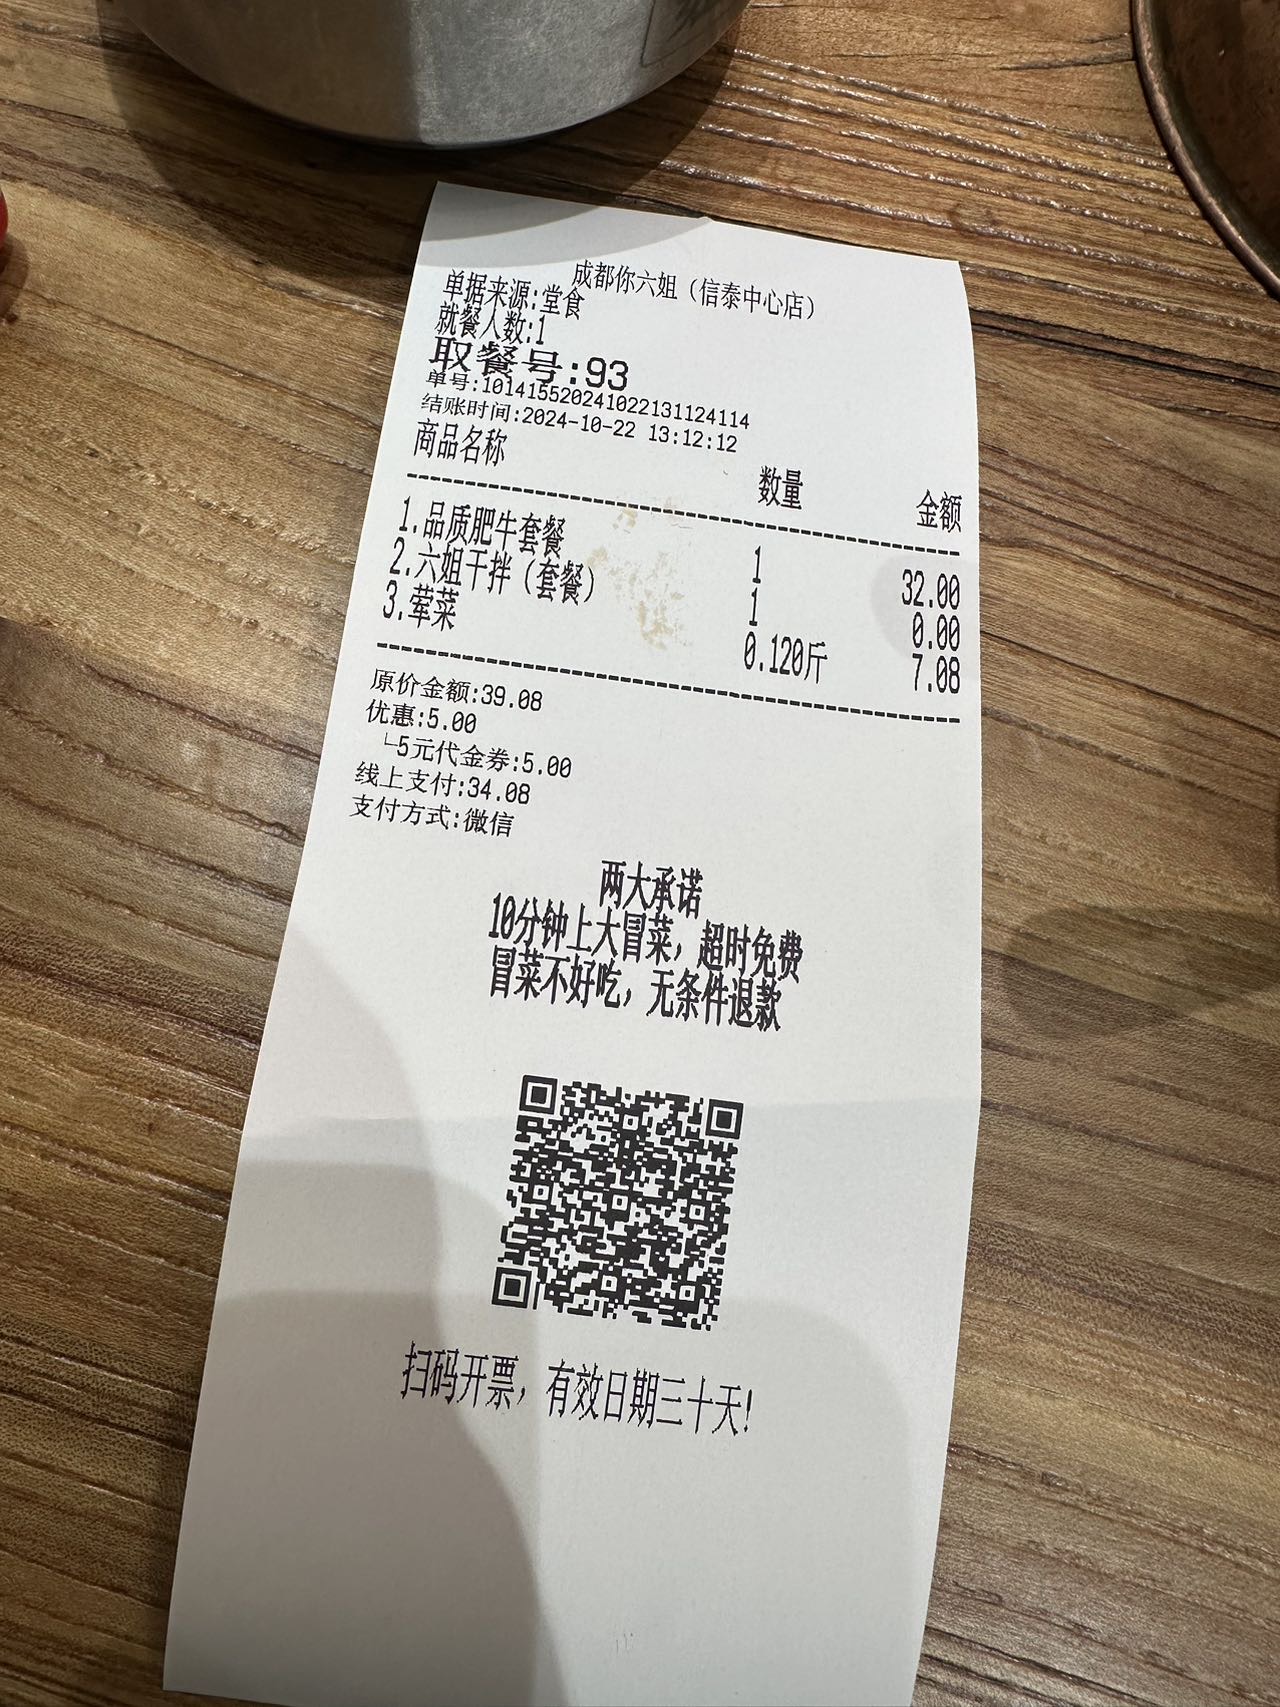 成都你六姐（信泰中心店）
单据来源:堂食
就餐人数:1
取餐号:93
单号:101415520241022131124114
结账时间:2024-10-22 13:12:12
商品名称 数量 金额
1.品质肥牛套餐 1 32.00
2.六姐干拌（套餐） 1 0.00
3.荤菜 0.120斤 7.08
原价金额:39.08
优惠:5.00
└5元代金券:5.00
线上支付:34.08
支付方式:微信
两大承诺
10分钟上大冒菜，超时免费
冒菜不好吃，无条件退款
扫码开票，有效日期三十天!